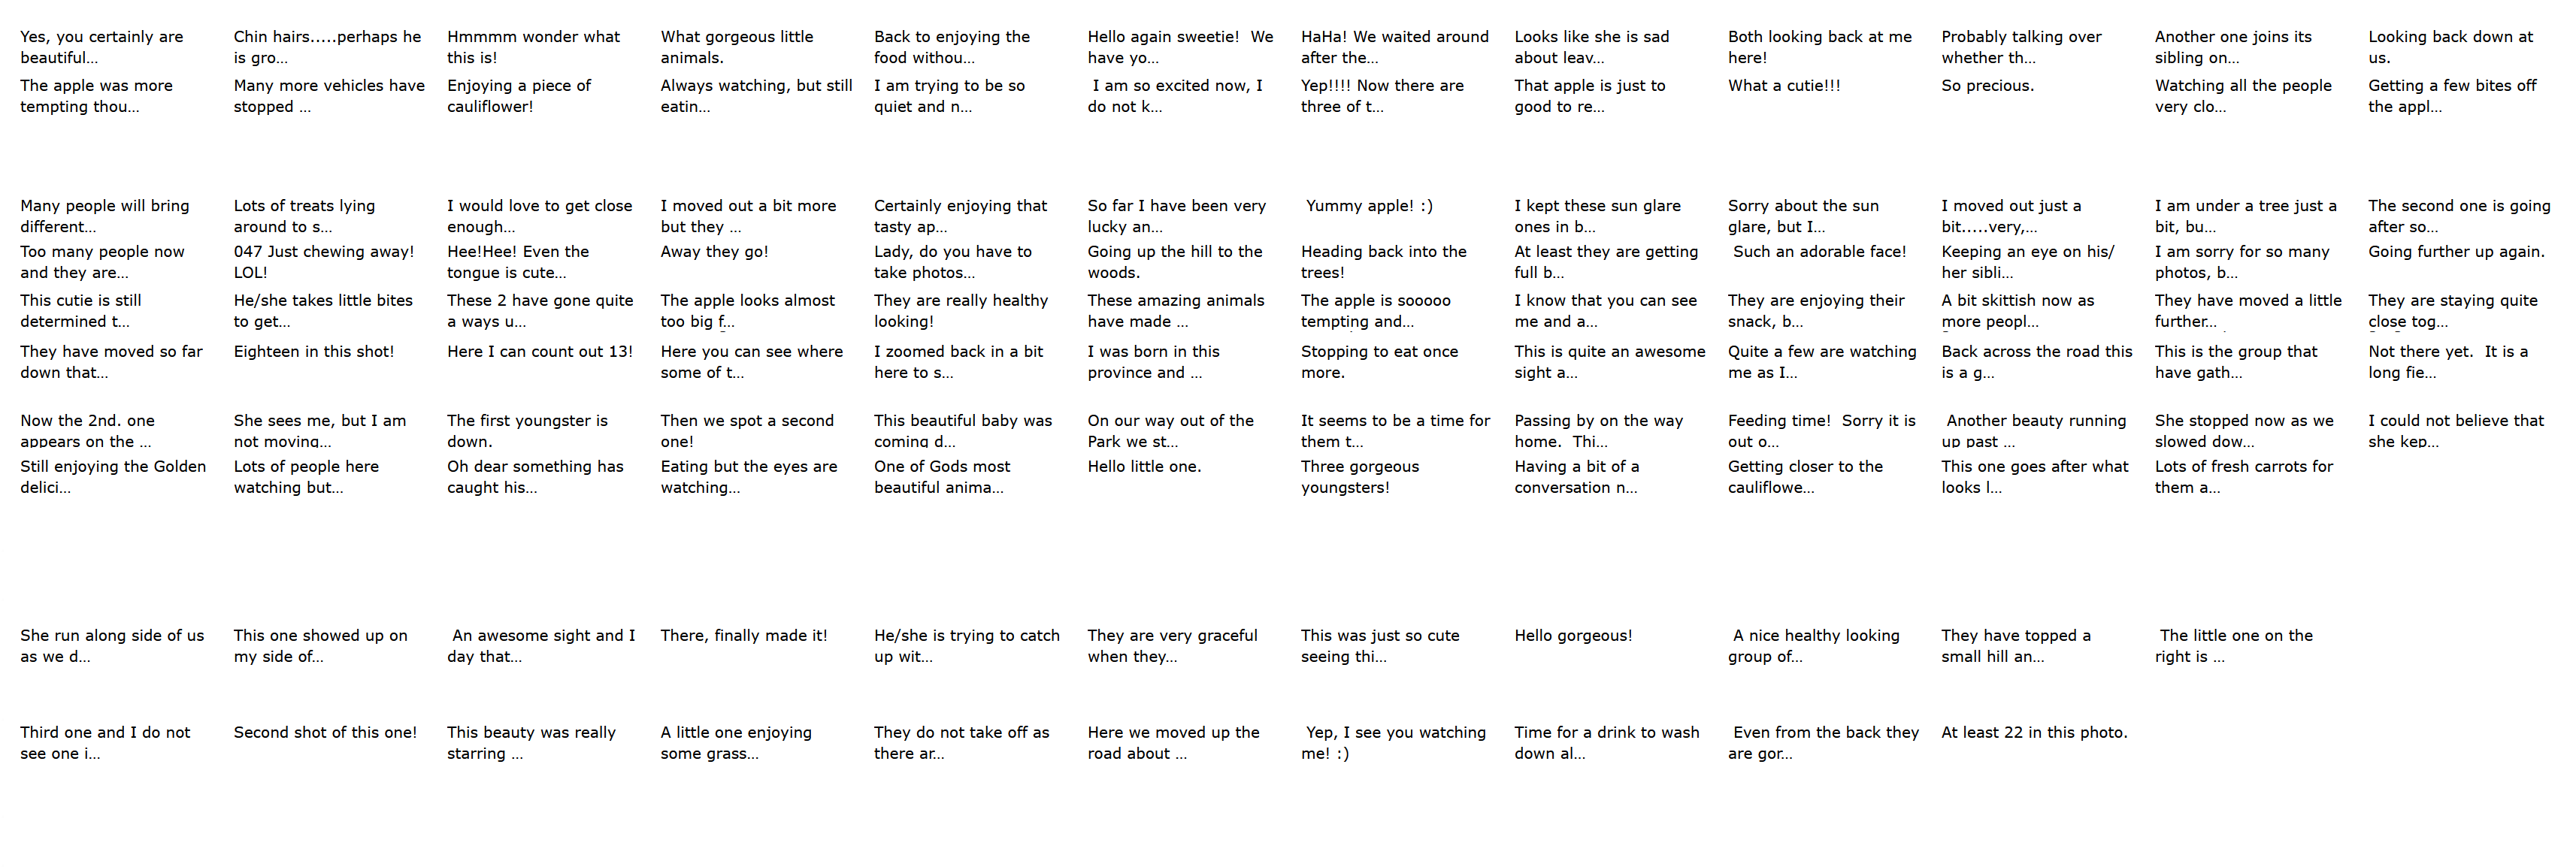 Yes, you certainly are
beautiful...
Chin hairs.....perhaps he
is gro...
Hmmmm wonder what
this is!
What gorgeous little
animals.
Back to enjoying the
food withou...
Hello again sweetie!  We
have yo...
HaHa! We waited around
after the...
Looks like she is sad
about leav...
Both looking back at me
here!
Probably talking over
whether th...
Another one joins its
sibling on...
Looking back down at
us.
The apple was more
tempting thou...
Many more vehicles have
stopped ...
Enjoying a piece of
cauliflower!
Always watching, but still
eatin...
I am trying to be so
quiet and n...
I am so excited now, I
do not k...
Yep!!!! Now there are
three of t...
That apple is just to
good to re...
What a cutie!!!
So precious.
Watching all the people
very clo...
Getting a few bites off
the appl...
Many people will bring
different...
Lots of treats lying
around to s...
I would love to get close
enough...
I moved out a bit more
but they ...
Certainly enjoying that
tasty ap...
So far I have been very
lucky an...
Yummy apple! :)
I kept these sun glare
ones in b...
Sorry about the sun
glare, but I...
I moved out just a
bit.....very,...
I am under a tree just a
bit, bu...
The second one is going
after so...
Too many people now
and they are...
047 Just chewing away!
LOL!
Hee!Hee! Even the
tongue is cute...
Away they go!
Lady, do you have to
take photos...
Going up the hill to the
woods.
Heading back into the
trees!
At least they are getting
full b...
Such an adorable face!
Keeping an eye on his/
her sibli...
I am sorry for so many
photos, b...
Going further up again.
This cutie is still
determined t...
He/she takes little bites
to get...
These 2 have gone quite
a ways u...
The apple looks almost
too big f...
They are really healthy
looking!
These amazing animals
have made ...
The apple is sooooo
tempting and...
I know that you can see
me and a...
They are enjoying their
snack, b...
A bit skittish now as
more peopl...
They have moved a little
further...
They are staying quite
close tog...
They have moved so far
down that...
Eighteen in this shot!
Here I can count out 13!
Here you can see where
some of t...
I zoomed back in a bit
here to s...
I was born in this
province and ...
Stopping to eat once
more.
This is quite an awesome
sight a...
Quite a few are watching
me as I...
Back across the road this
is a g...
This is the group that
have gath...
Not there yet.  It is a
long fie...
Now the 2nd. one
appears on the ...
She sees me, but I am
not moving...
The first youngster is
down.
Then we spot a second
one!
This beautiful baby was
coming d...
On our way out of the
Park we st...
It seems to be a time for
them t...
Passing by on the way
home.  Thi...
Feeding time!  Sorry it is
out o...
Another beauty running
up past ...
She stopped now as we
slowed dow...
I could not believe that
she kep...
Still enjoying the Golden
delici...
Lots of people here
watching but...
Oh dear something has
caught his...
Eating but the eyes are
watching...
One of Gods most
beautiful anima...
Hello little one.
Three gorgeous
youngsters!
Having a bit of a
conversation n...
Getting closer to the
cauliflowe...
This one goes after what
looks l...
Lots of fresh carrots for
them a...
She run along side of us
as we d...
This one showed up on
my side of...
An awesome sight and I
day that...
There, finally made it!
He/she is trying to catch
up wit...
They are very graceful
when they...
This was just so cute
seeing thi...
Hello gorgeous!
A nice healthy looking
group of...
They have topped a
small hill an...
The little one on the
right is ...
Third one and I do not
see one i...
Second shot of this one!
This beauty was really
starring ...
A little one enjoying
some grass...
They do not take off as
there ar...
Here we moved up the
road about ...
Yep, I see you watching
me! :)
Time for a drink to wash
down al...
Even from the back they
are gor...
At least 22 in this photo.